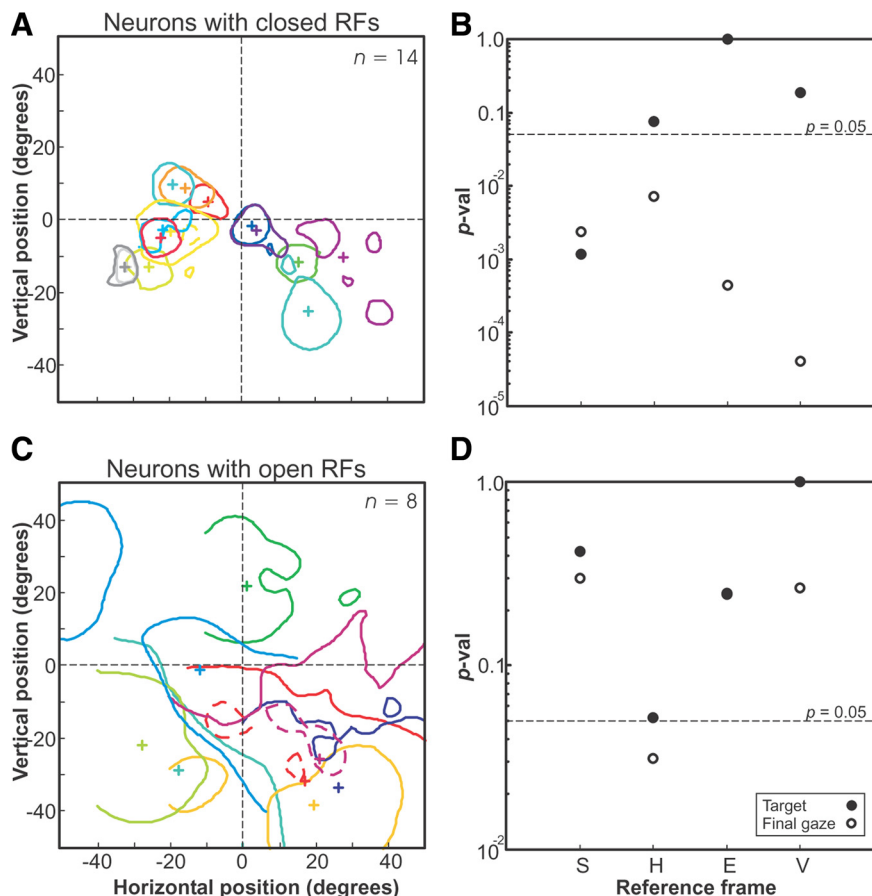 A
Neurons with closed RFs
n = 14
Vertical position (degrees)
40
20
0
-20
-40
B
p-val
1.0
0.1
10-2
10-3
10-4
10-5
p = 0.05
C
Neurons with open RFs
n = 8
Vertical position (degrees)
40
20
0
-20
-40
-40 -20 0 20 40
Horizontal position (degrees)
D
p-val
1.0
0.1
10-2
p = 0.05
Target
Final gaze
S H E V
Reference frame